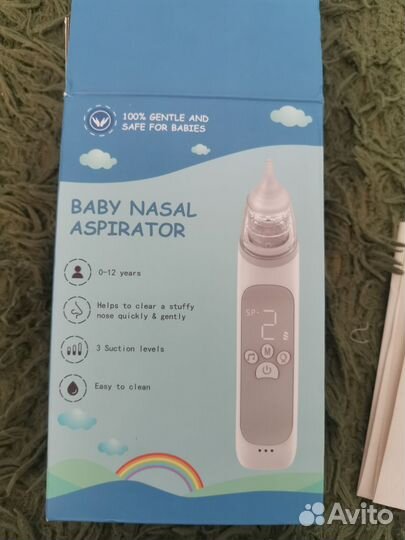 100% GENTLE AND
SAFE FOR BABIES
BABY NASAL
ASPIRATOR
0-12 years
Helps to clear a stuffy
nose quickly & gently
3 Suction levels
Easy to clean
SP- 2
M
Avito